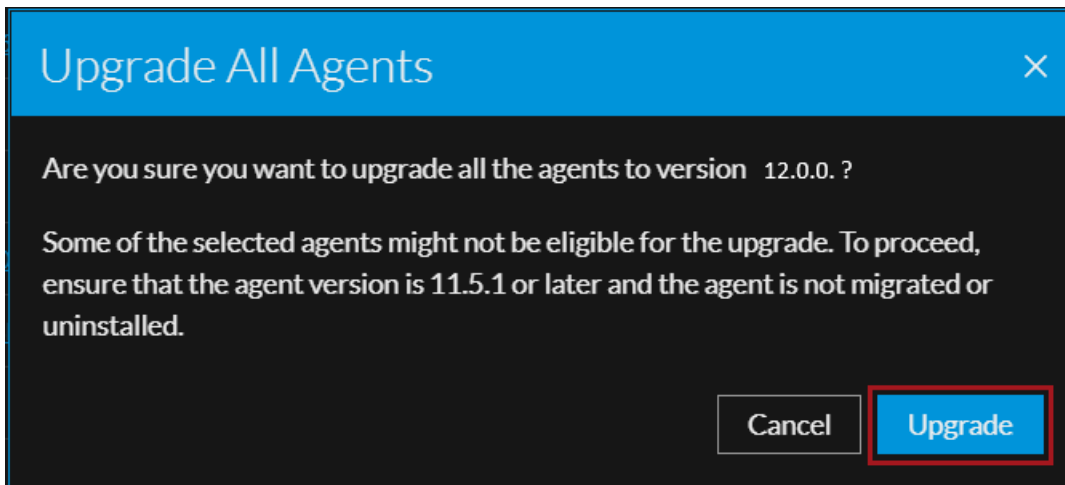 Upgrade All Agents
Are you sure you want to upgrade all the agents to version 12.0.0. ?
Some of the selected agents might not be eligible for the upgrade. To proceed,
ensure that the agent version is 11.5.1 or later and the agent is not migrated or
uninstalled.
Cancel Upgrade